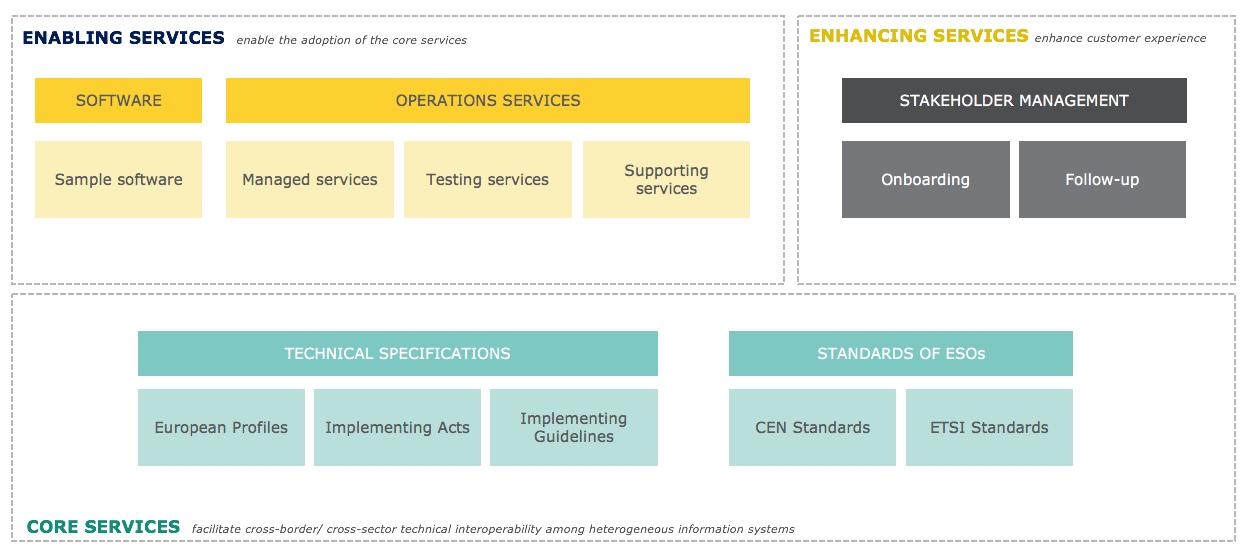 ENABLING SERVICES enable the adoption of the core services
SOFTWARE
OPERATIONS SERVICES
Sample software
Managed services
Testing services
Supporting
services
ENHANCING SERVICES enhance customer experience
STAKEHOLDER MANAGEMENT
Onboarding
Follow-up
TECHNICAL SPECIFICATIONS
European Profiles
Implementing Acts
Implementing
Guidelines
STANDARDS OF ESOs
CEN Standards
ETSI Standards
CORE SERVICES facilitate cross-border/ cross-sector technical interoperability among heterogeneous information systems